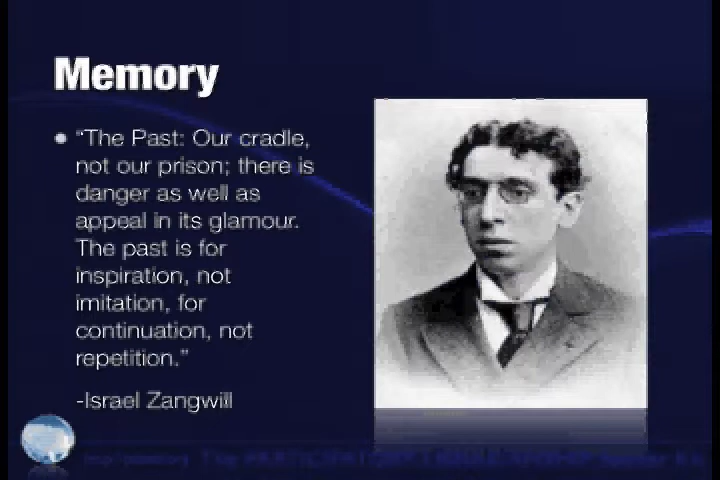 Memory
“The Past: Our cradle,
not our prison; there is
danger as well as
appeal in its glamour.
The past is for
inspiration, not
imitation, for
continuation, not
repetition.”
-Israel Zangwill